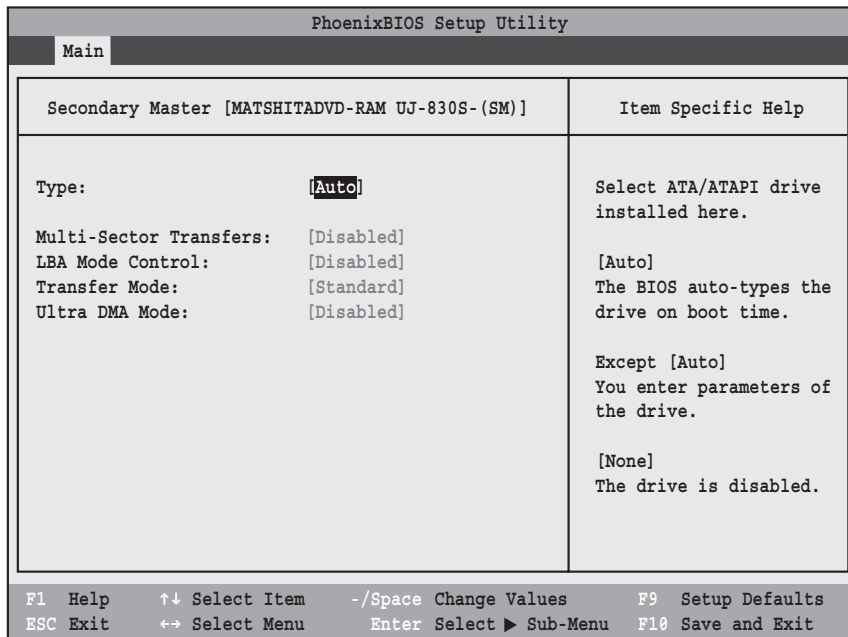 PhoenixBIOS Setup Utility
Main
Secondary Master [MATSHITADVD-RAM UJ-830S-(SM)]
Item Specific Help
Type: [Auto]
Multi-Sector Transfers: [Disabled]
LBA Mode Control: [Disabled]
Transfer Mode: [Standard]
Ultra DMA Mode: [Disabled]
Select ATA/ATAPI drive
installed here.
[Auto]
The BIOS auto-types the
drive on boot time.
Except [Auto]
You enter parameters of
the drive.
[None]
The drive is disabled.
F1 Help ↑↓ Select Item -/Space Change Values F9 Setup Defaults
ESC Exit ←→ Select Menu Enter Select ▶ Sub-Menu F10 Save and Exit